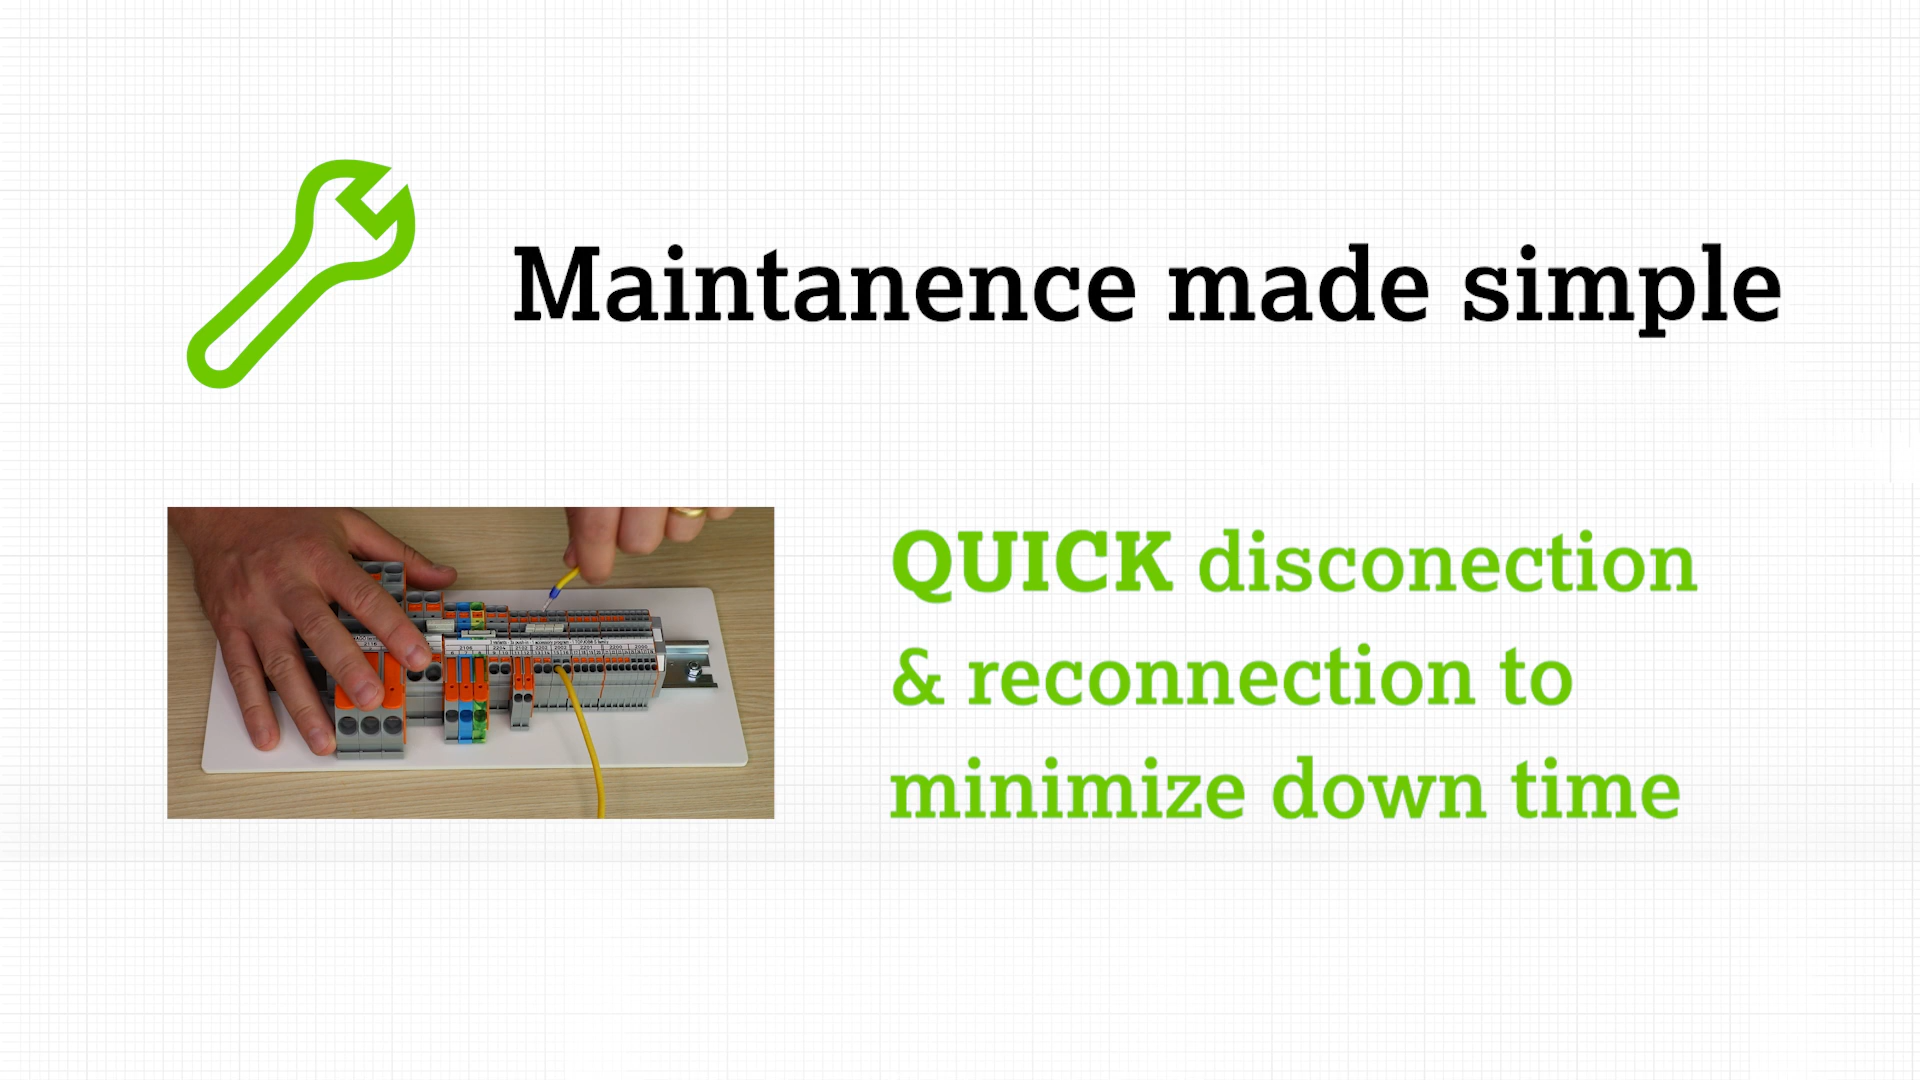 Maintanence made simple
QUICK disconection
& reconnection to
minimize down time